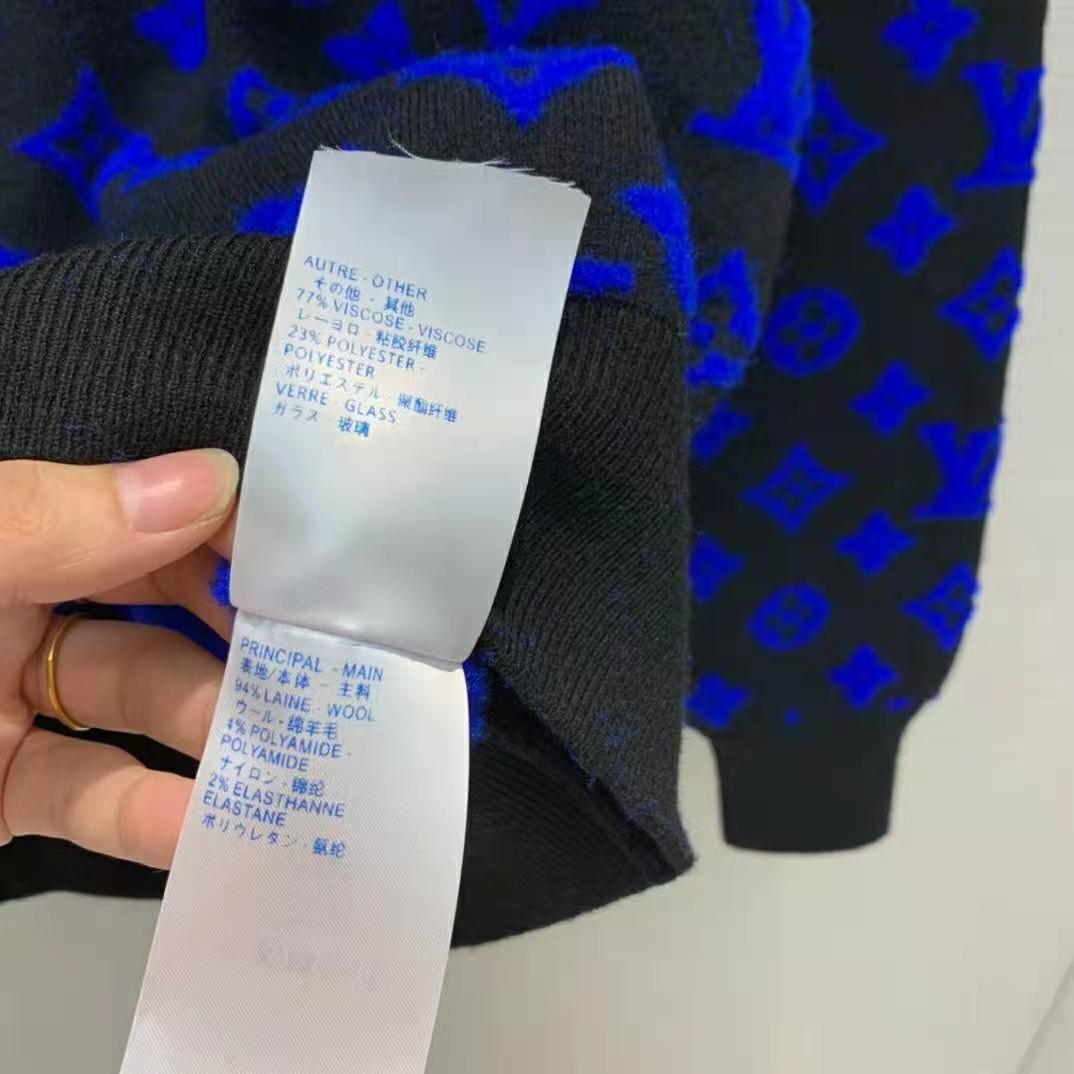 AUTRE - OTHER
その他 - 其他
77% VISCOSE - VISCOSE
レーヨロ - 粘胶纤维
23% POLYESTER -
POIYESTER
ポリエステル - 聚酯纤维
VERRE - GLASS
ガラス 玻璃
PRINCIPAL - MAIN
表地/本体 - 主料
94% LAINE - WOOL
ウール - 绵羊毛
4% POLYAMIDE -
POLYAMIDE
ナイロン - 锦纶
2% ELASTHANNE
ELASTANE
ポリウレタン - 氨纶
LV
LV